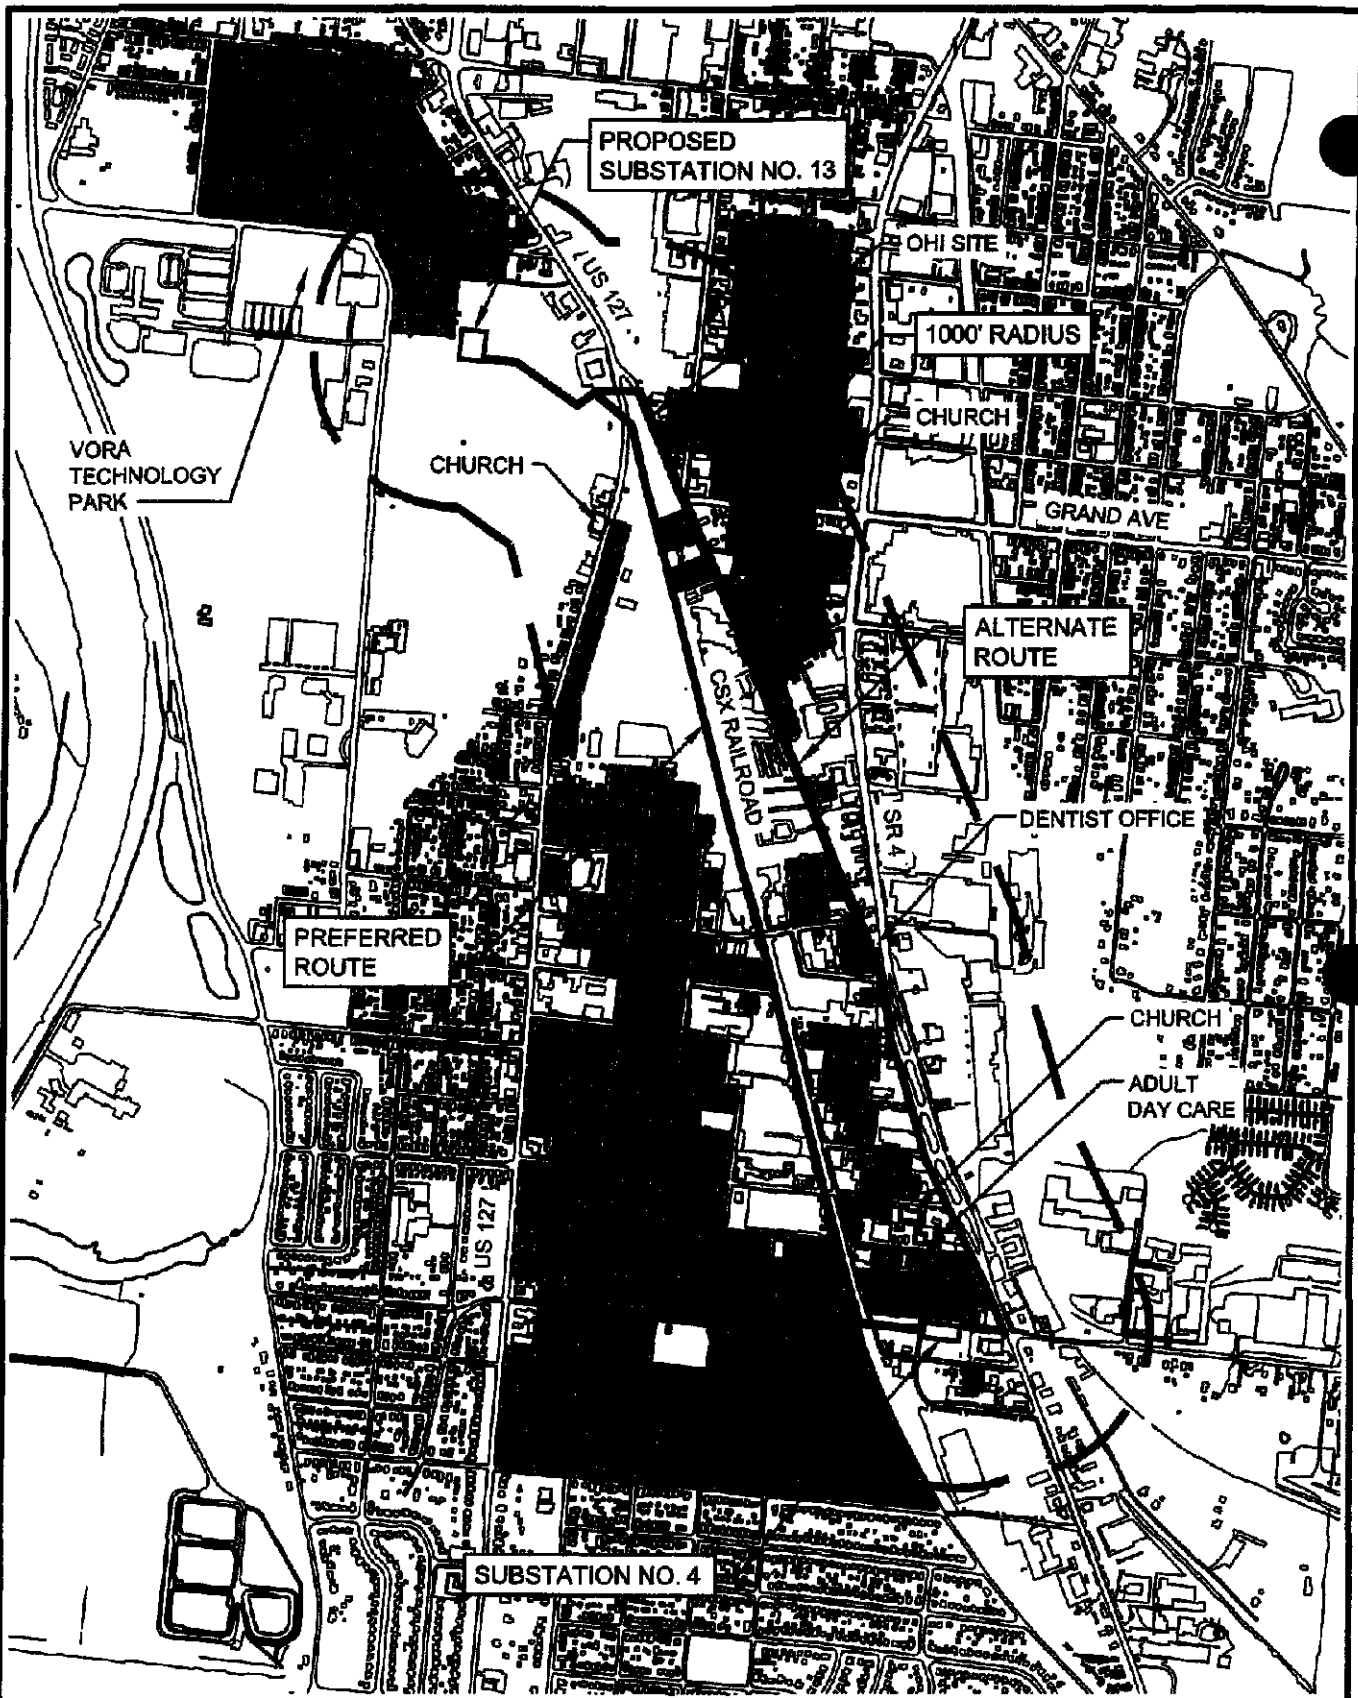 PROPOSED
SUBSTATION NO. 13
OHI SITE
US 127
1000' RADIUS
VORA
TECHNOLOGY
PARK
CHURCH
CHURCH
GRAND AVE
ALTERNATE
ROUTE
CSX RAILROAD
SR 4
DENTIST OFFICE
PREFERRED
ROUTE
CHURCH
ADULT
DAY CARE
US 127
SUBSTATION NO. 4